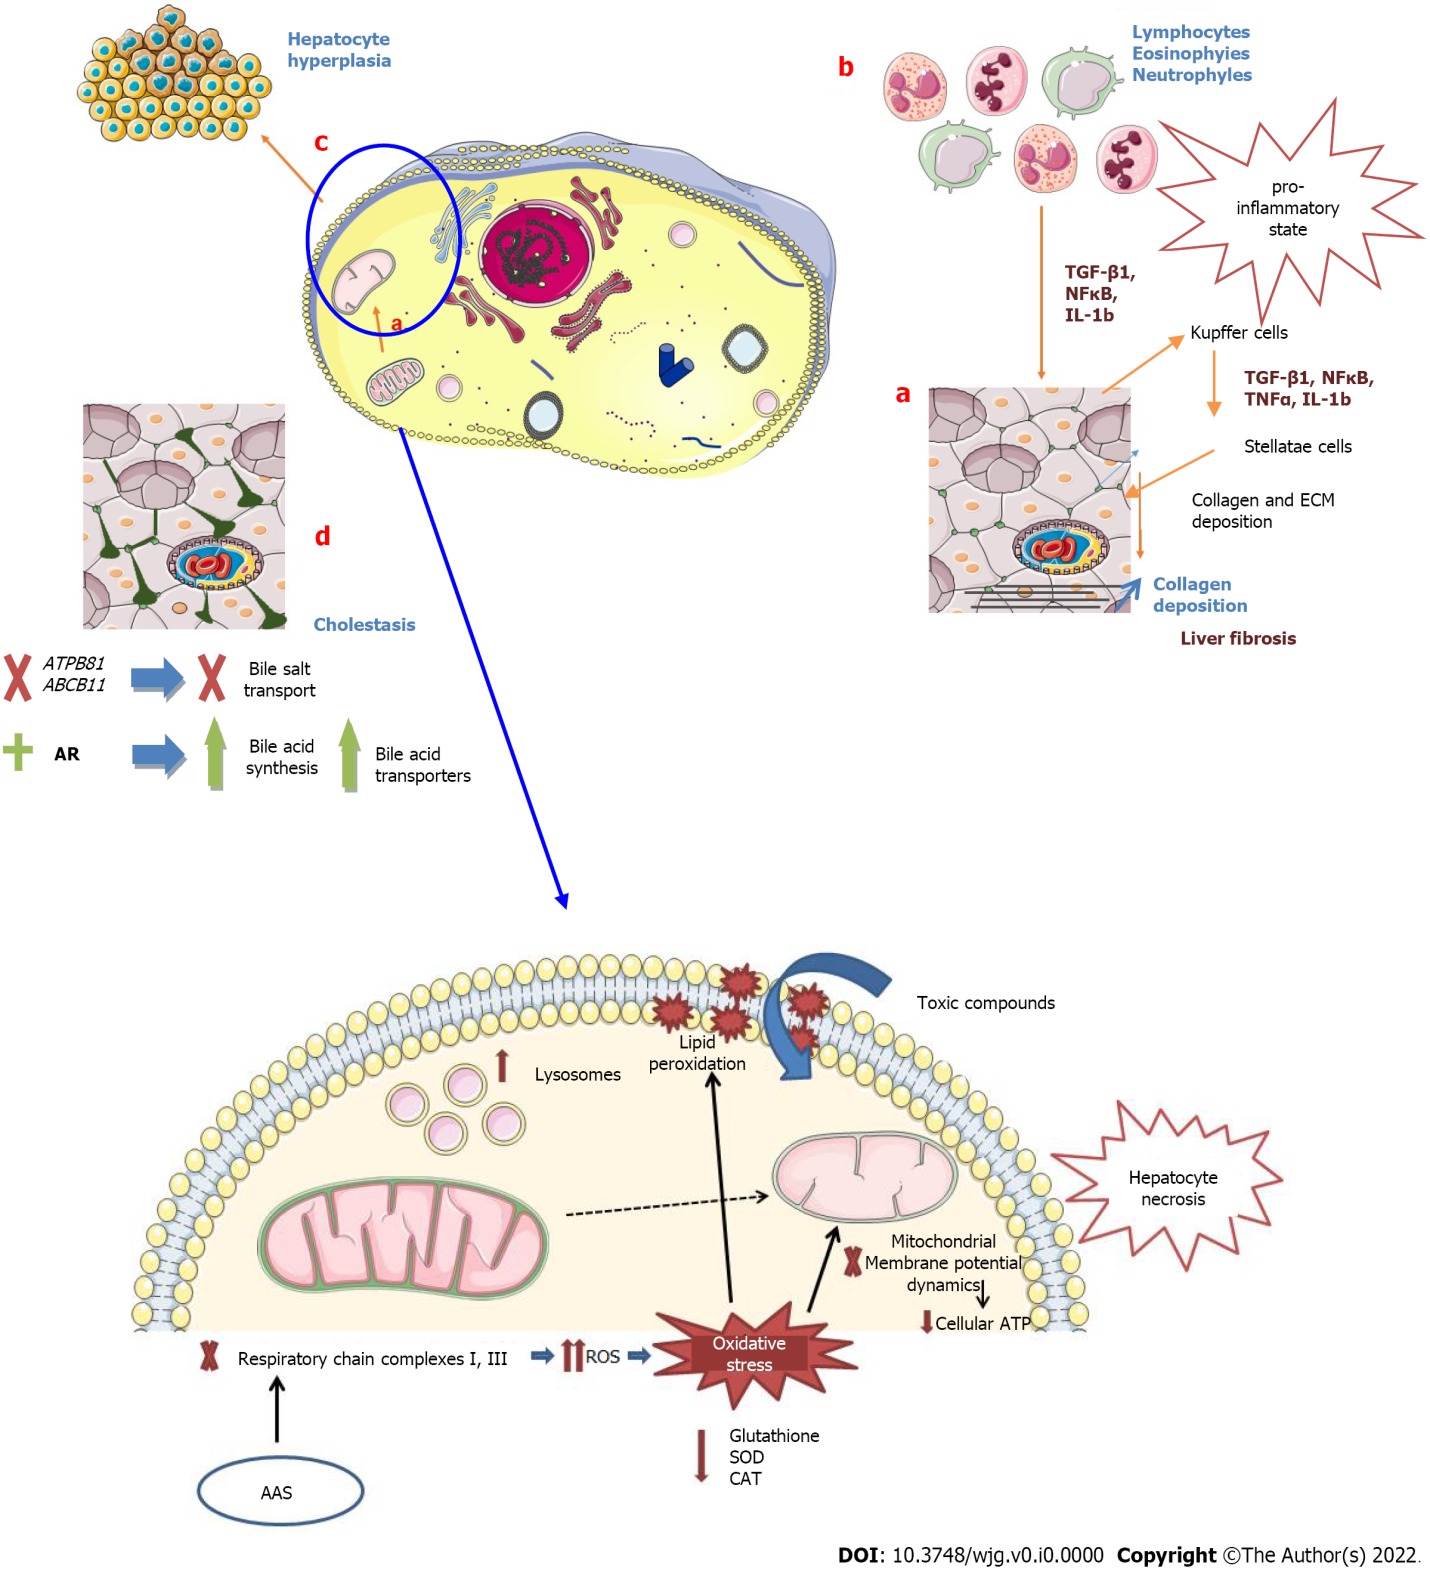 Hepatocyte
hyperplasia
c
b
Lymphocytes
Eosinophyies
Neutrophyles
pro-
inflammatory
state
TGF-β1,
NFκB,
IL-1b
Kupffer cells
TGF-β1, NFκB,
TNFα, IL-1b
a
a
Stellatae cells
Collagen and ECM
deposition
Collagen
deposition
Liver fibrosis
d
Cholestasis
ATPB81
ABCB11
Bile salt
transport
AR
Bile acid
synthesis
Bile acid
transporters
Toxic compounds
Lipid
peroxidation
Lysosomes
Hepatocyte
necrosis
Mitochondrial
Membrane potential
dynamics
Cellular ATP
Respiratory chain complexes I, III
ROS
Oxidative
stress
Glutathione
SOD
CAT
AAS
DOI: 10.3748/wjg.v0.i0.0000 Copyright ©The Author(s) 2022.